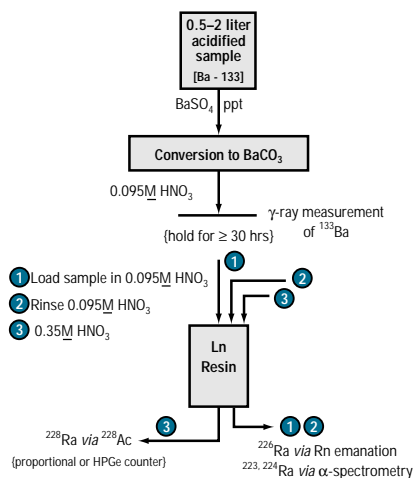 0.5–2 liter
acidified
sample
[Ba - 133]
BaSO₄ ppt
Conversion to BaCO₃
0.095M HNO₃
γ-ray measurement
of ¹³³Ba
{hold for ≥ 30 hrs}
1
1 Load sample in 0.095M HNO₃
2
2 Rinse 0.095M HNO₃
3
3 0.35M HNO₃
Ln
Resin
3
1 2
²²⁸Ra via ²²⁸Ac
{proportional or HPGe counter}
²²⁶Ra via Rn emanation
²²³, ²²⁴Ra via α-spectrometry